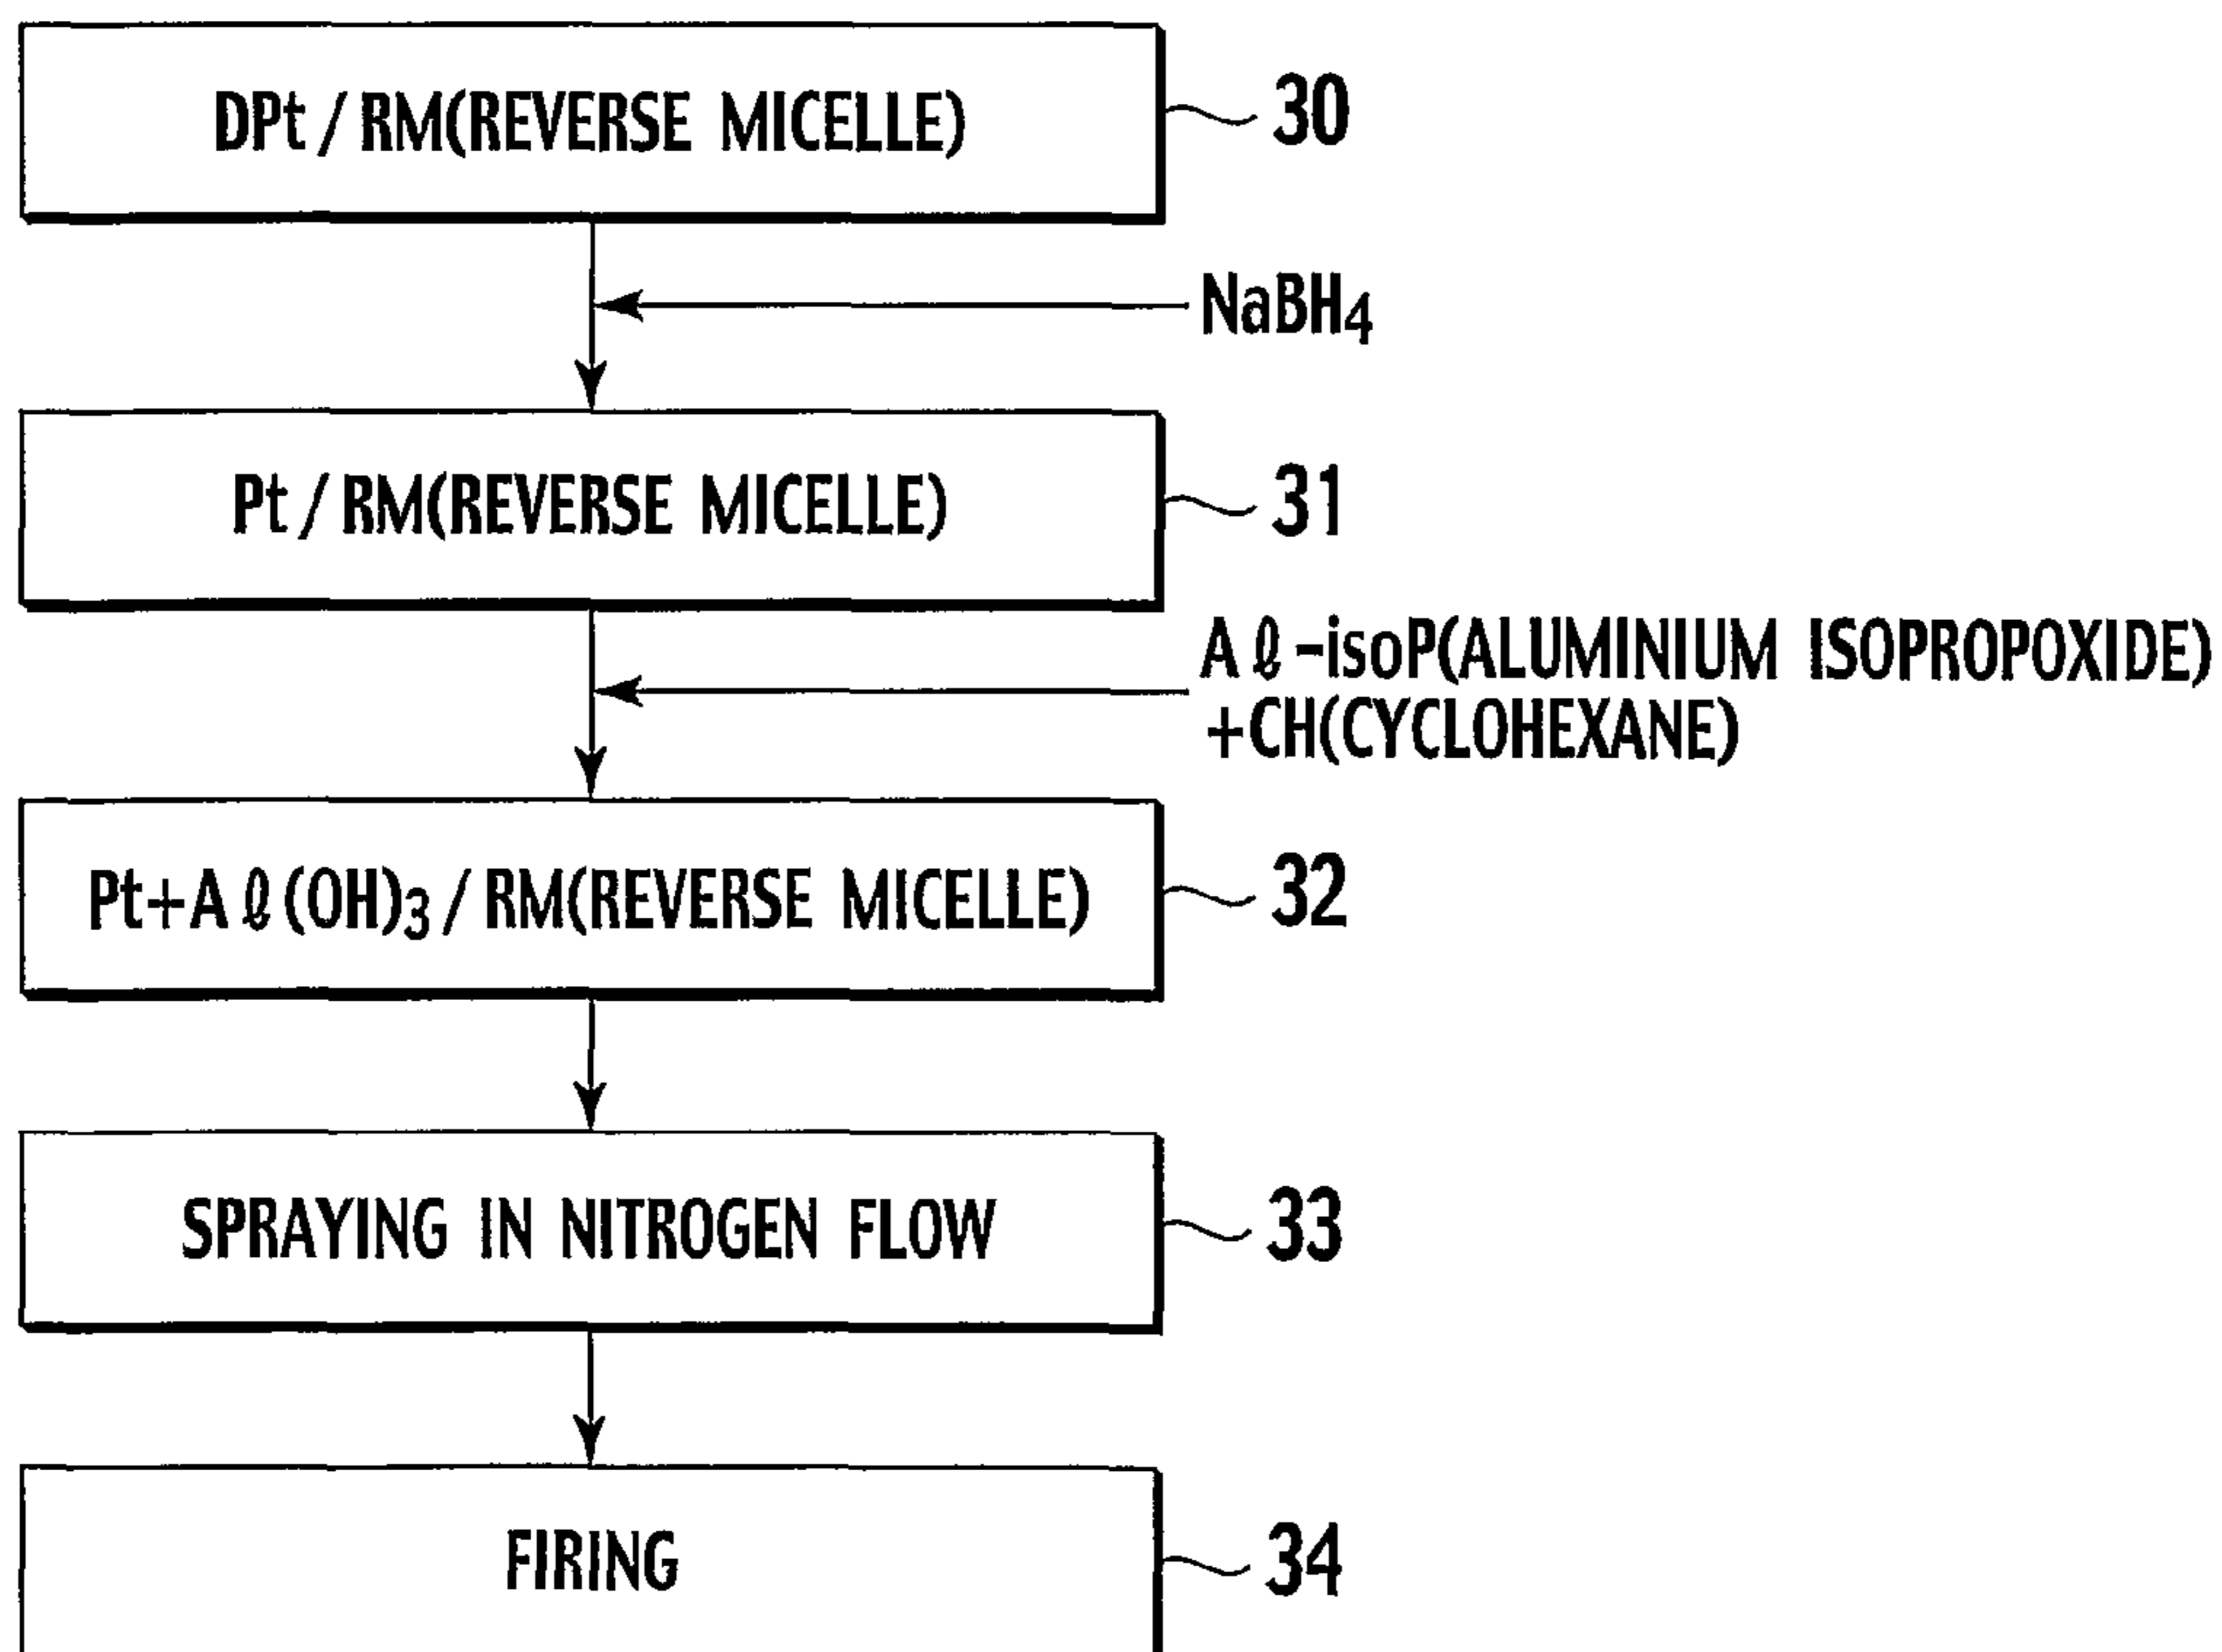 DPt/RM(REVERSE MICELLE)
30
NaBH4
Pt/RM(REVERSE MICELLE)
31
Aℓ-isoP(ALUMINIUM ISOPROPOXIDE)
+CH(CYCLOHEXANE)
Pt+Aℓ(OH)3/RM(REVERSE MICELLE)
32
SPRAYING IN NITROGEN FLOW
33
FIRING
34